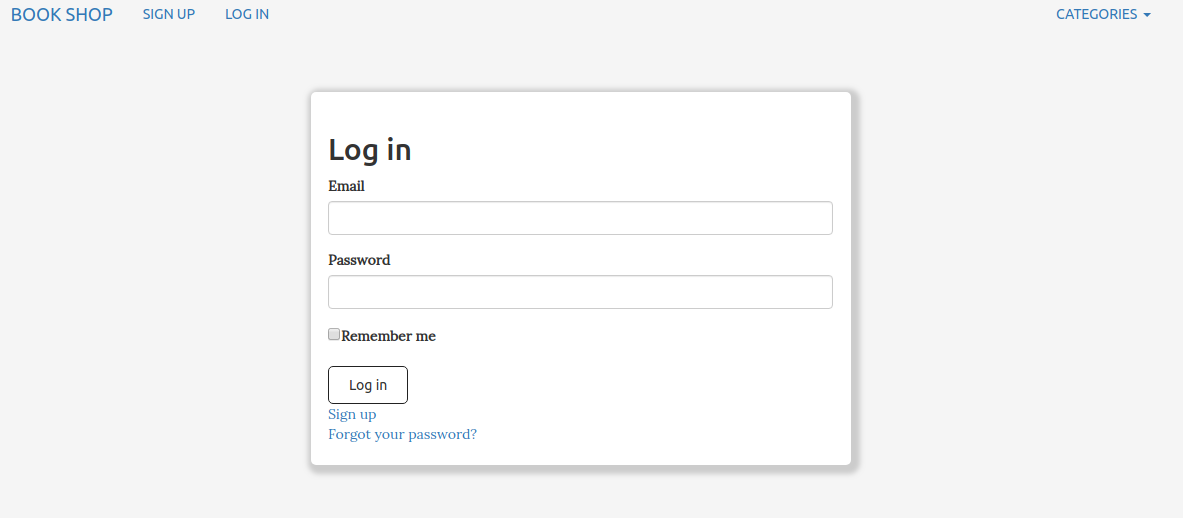 BOOK SHOP SIGN UP LOG IN CATEGORIES
Log in
Email
Password
Remember me
Log in
Sign up
Forgot your password?